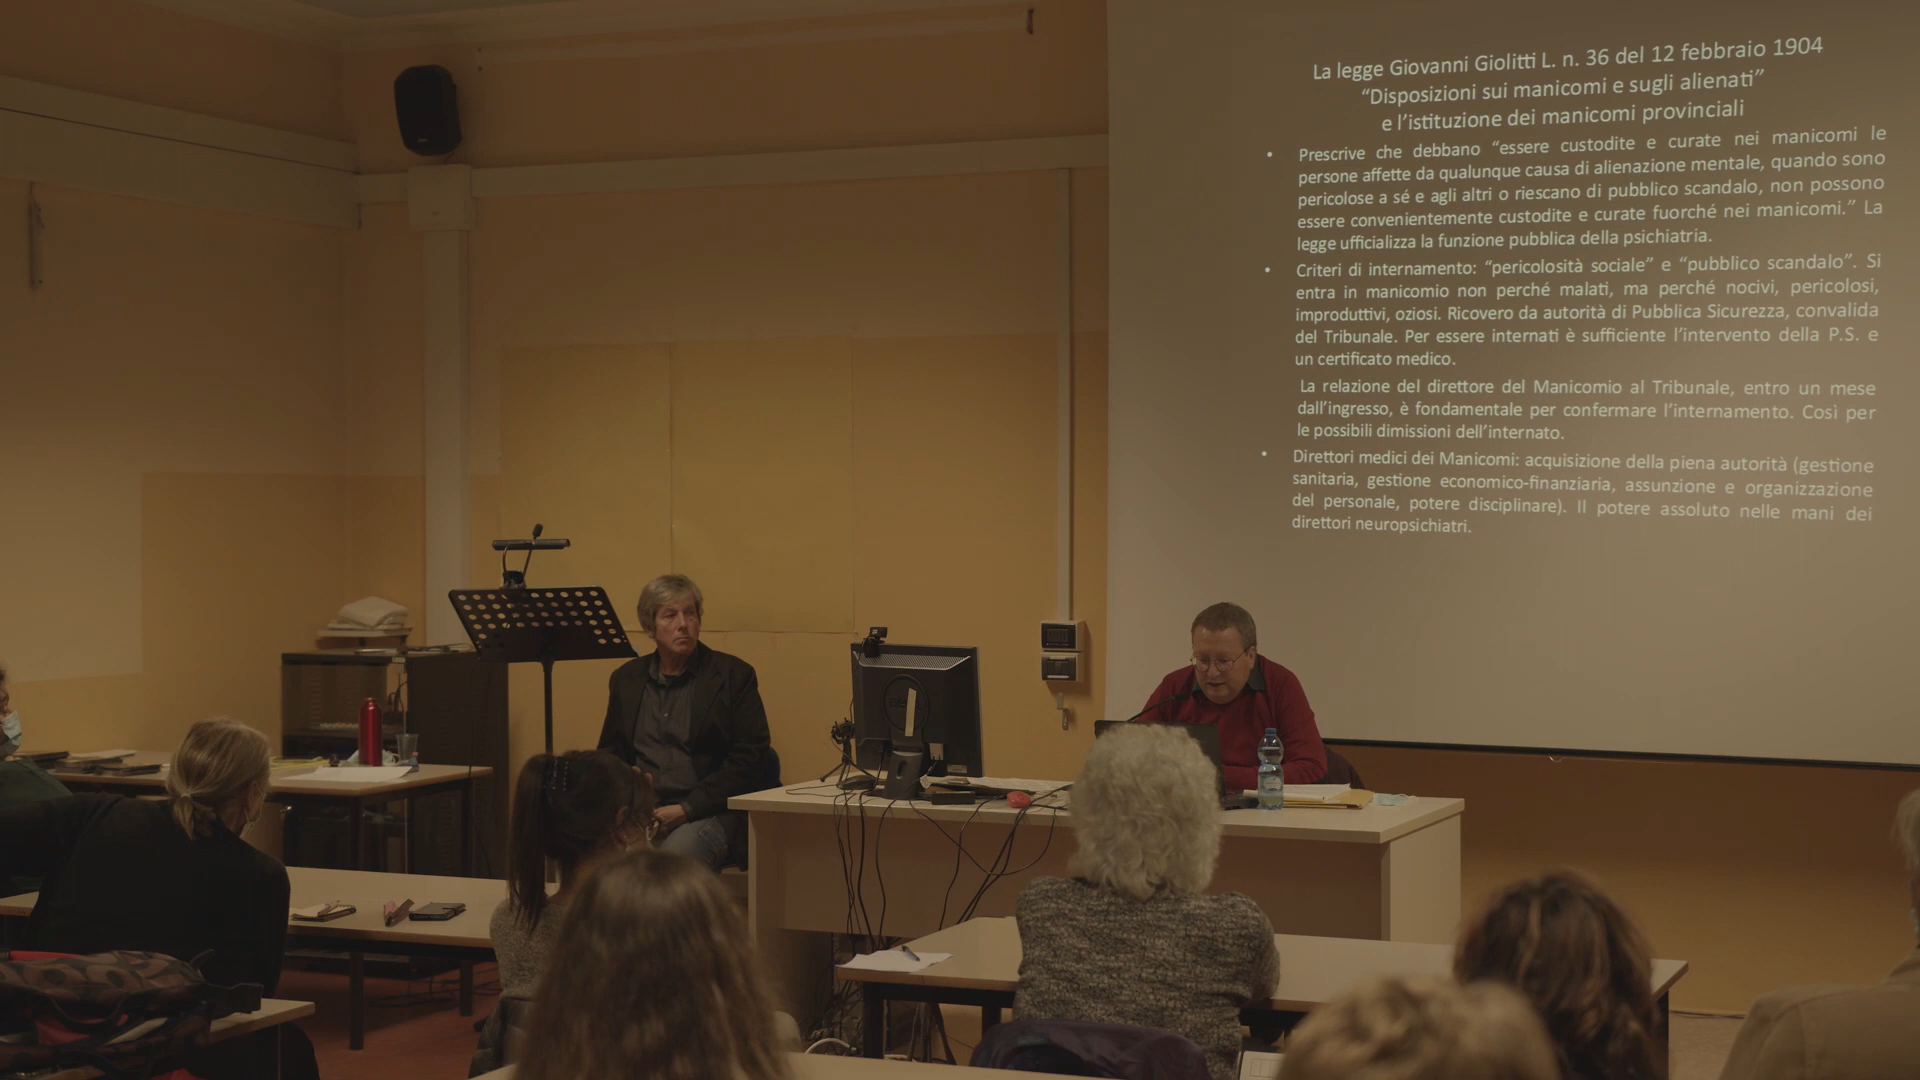 La legge Giovanni Giolitti L. n. 36 del 12 febbraio 1904
“Disposizioni sui manicomi e sugli alienati”
e l’istituzione dei manicomi provinciali
• Prescrive che debbano “essere custodite e curate nei manicomi le
persone affette da qualunque causa di alienazione mentale, quando sono
pericolose a sé e agli altri o riescano di pubblico scandalo, non possono
essere convenientemente custodite e curate fuorché nei manicomi.” La
legge ufficializza la funzione pubblica della psichiatria.
• Criteri di internamento: “pericolosità sociale” e “pubblico scandalo”. Si
entra in manicomio non perché malati, ma perché nocivi, pericolosi,
improduttivi, oziosi. Ricovero da autorità di Pubblica Sicurezza, convalida
del Tribunale. Per essere internati è sufficiente l’intervento della P.S. e
un certificato medico.
La relazione del direttore del Manicomio al Tribunale, entro un mese
dall’ingresso, è fondamentale per confermare l’internamento. Così per
le possibili dimissioni dell’internato.
• Direttori medici dei Manicomi: acquisizione della piena autorità (gestione
sanitaria, gestione economico-finanziaria, assunzione e organizzazione
del personale, potere disciplinare). Il potere assoluto nelle mani dei
direttori neuropsichiatri.